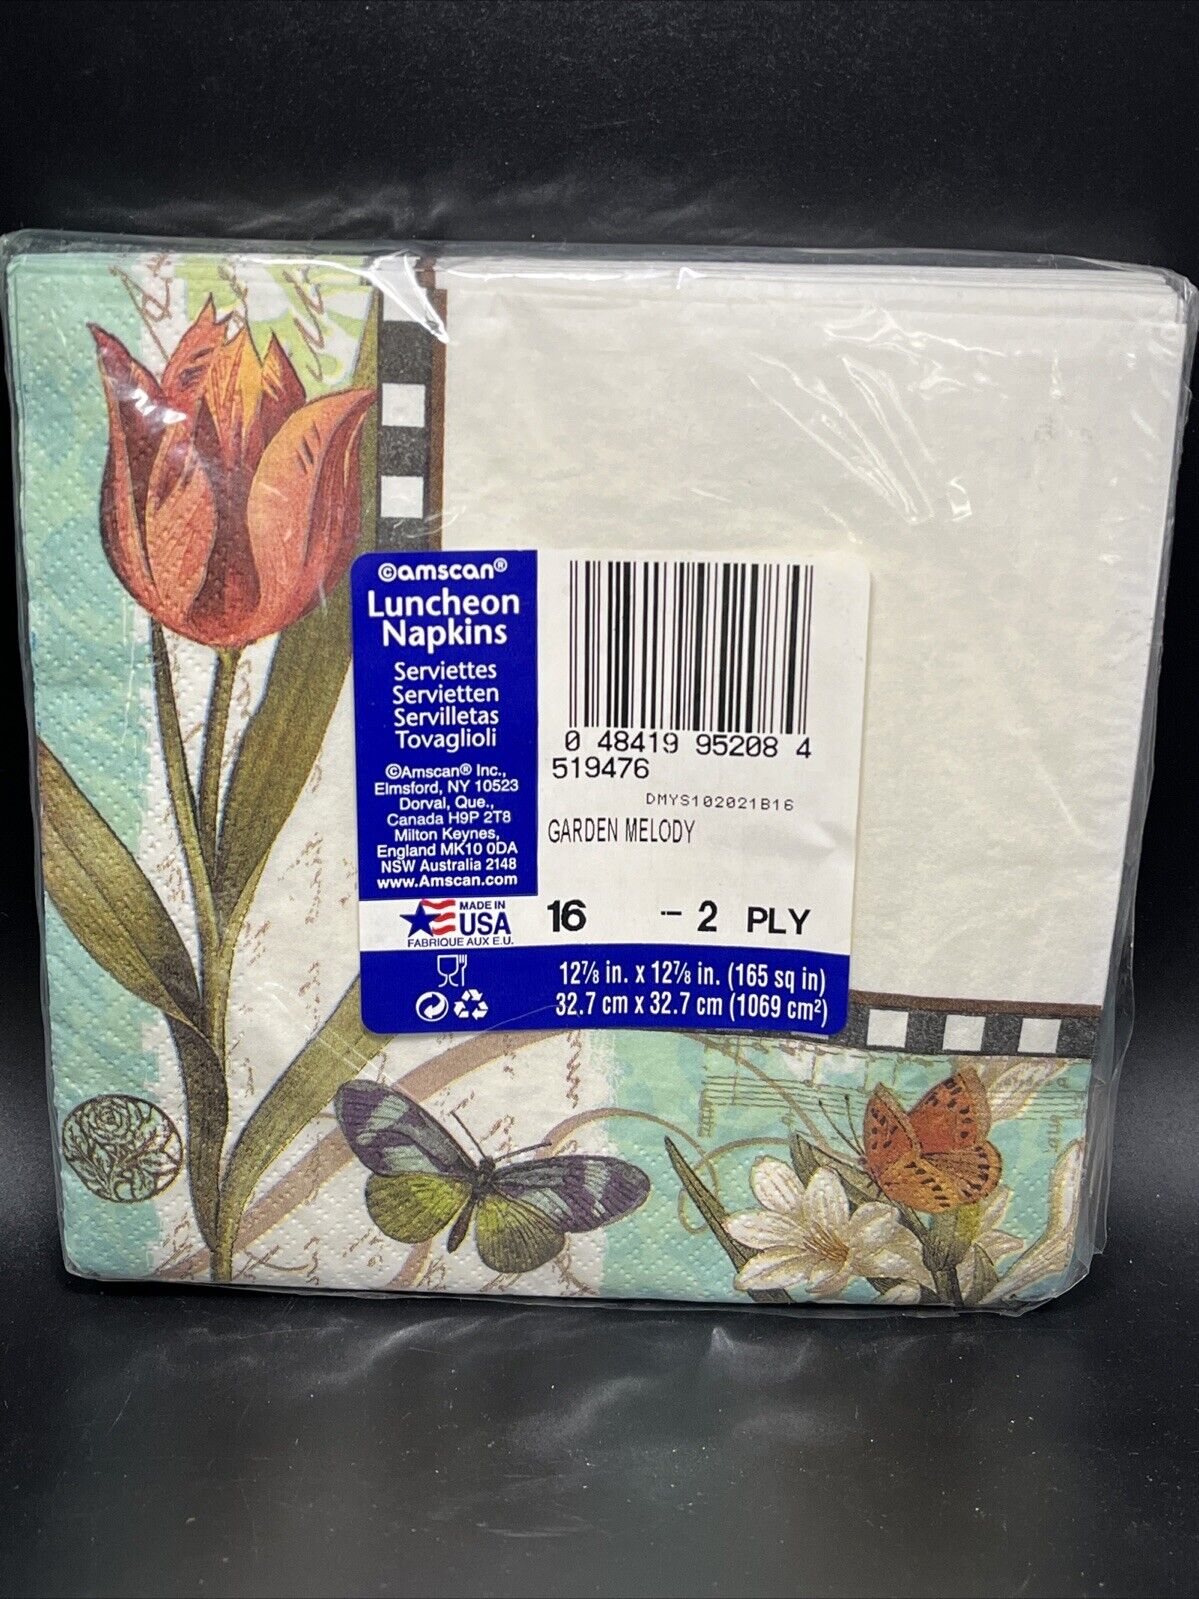 ©amscan®
Luncheon
Napkins
Serviettes
Servietten
Servilletas
Tovaglioli
©Amscan® Inc.,
Elmsford, NY 10523
Dorval, Que.,
Canada H9P 2T8
Milton Keynes,
England MK10 0DA
NSW Australia 2148
www.Amscan.com
MADE IN
USA
FABRIQUE AUX E.U.
0 48419 95208 4
519476
DMYS102021B16
GARDEN MELODY
16 - 2 PLY
12⅞ in. x 12⅞ in. (165 sq in)
32.7 cm x 32.7 cm (1069 cm²)